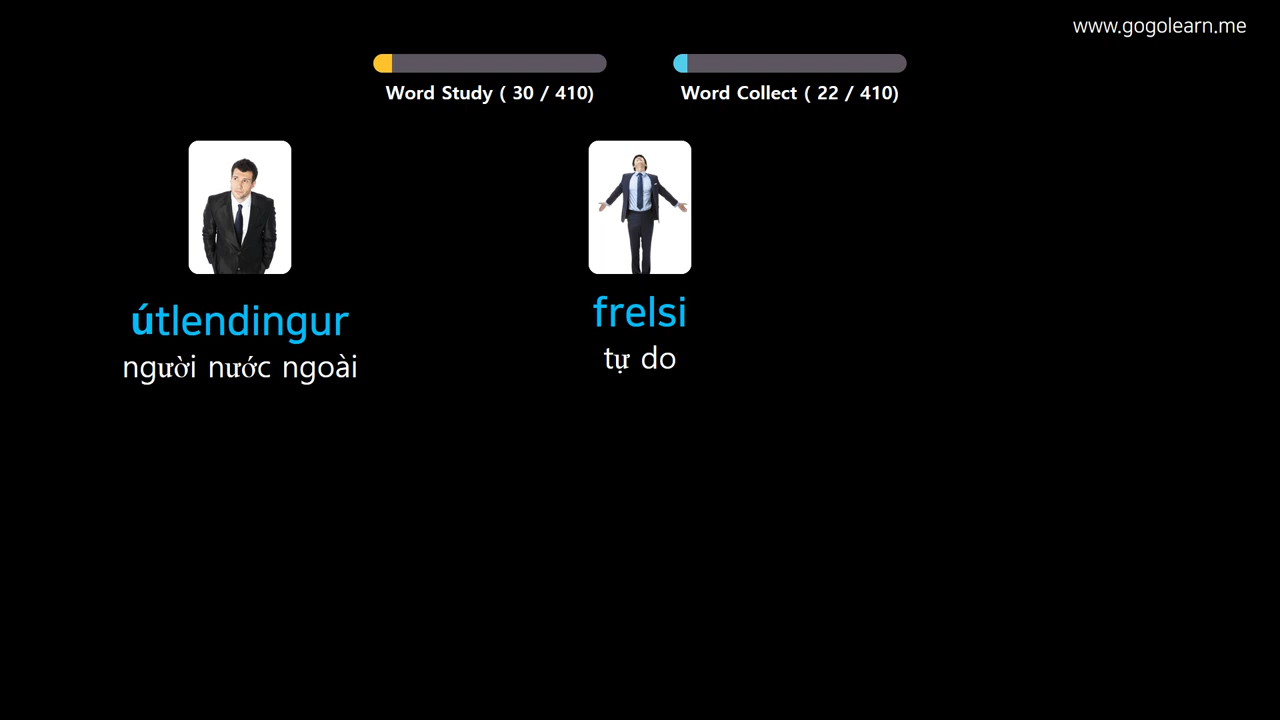 www.gogolearn.me
Word Study ( 30 / 410)
Word Collect ( 22 / 410)
útlendingur
người nước ngoài
frelsi
tự do